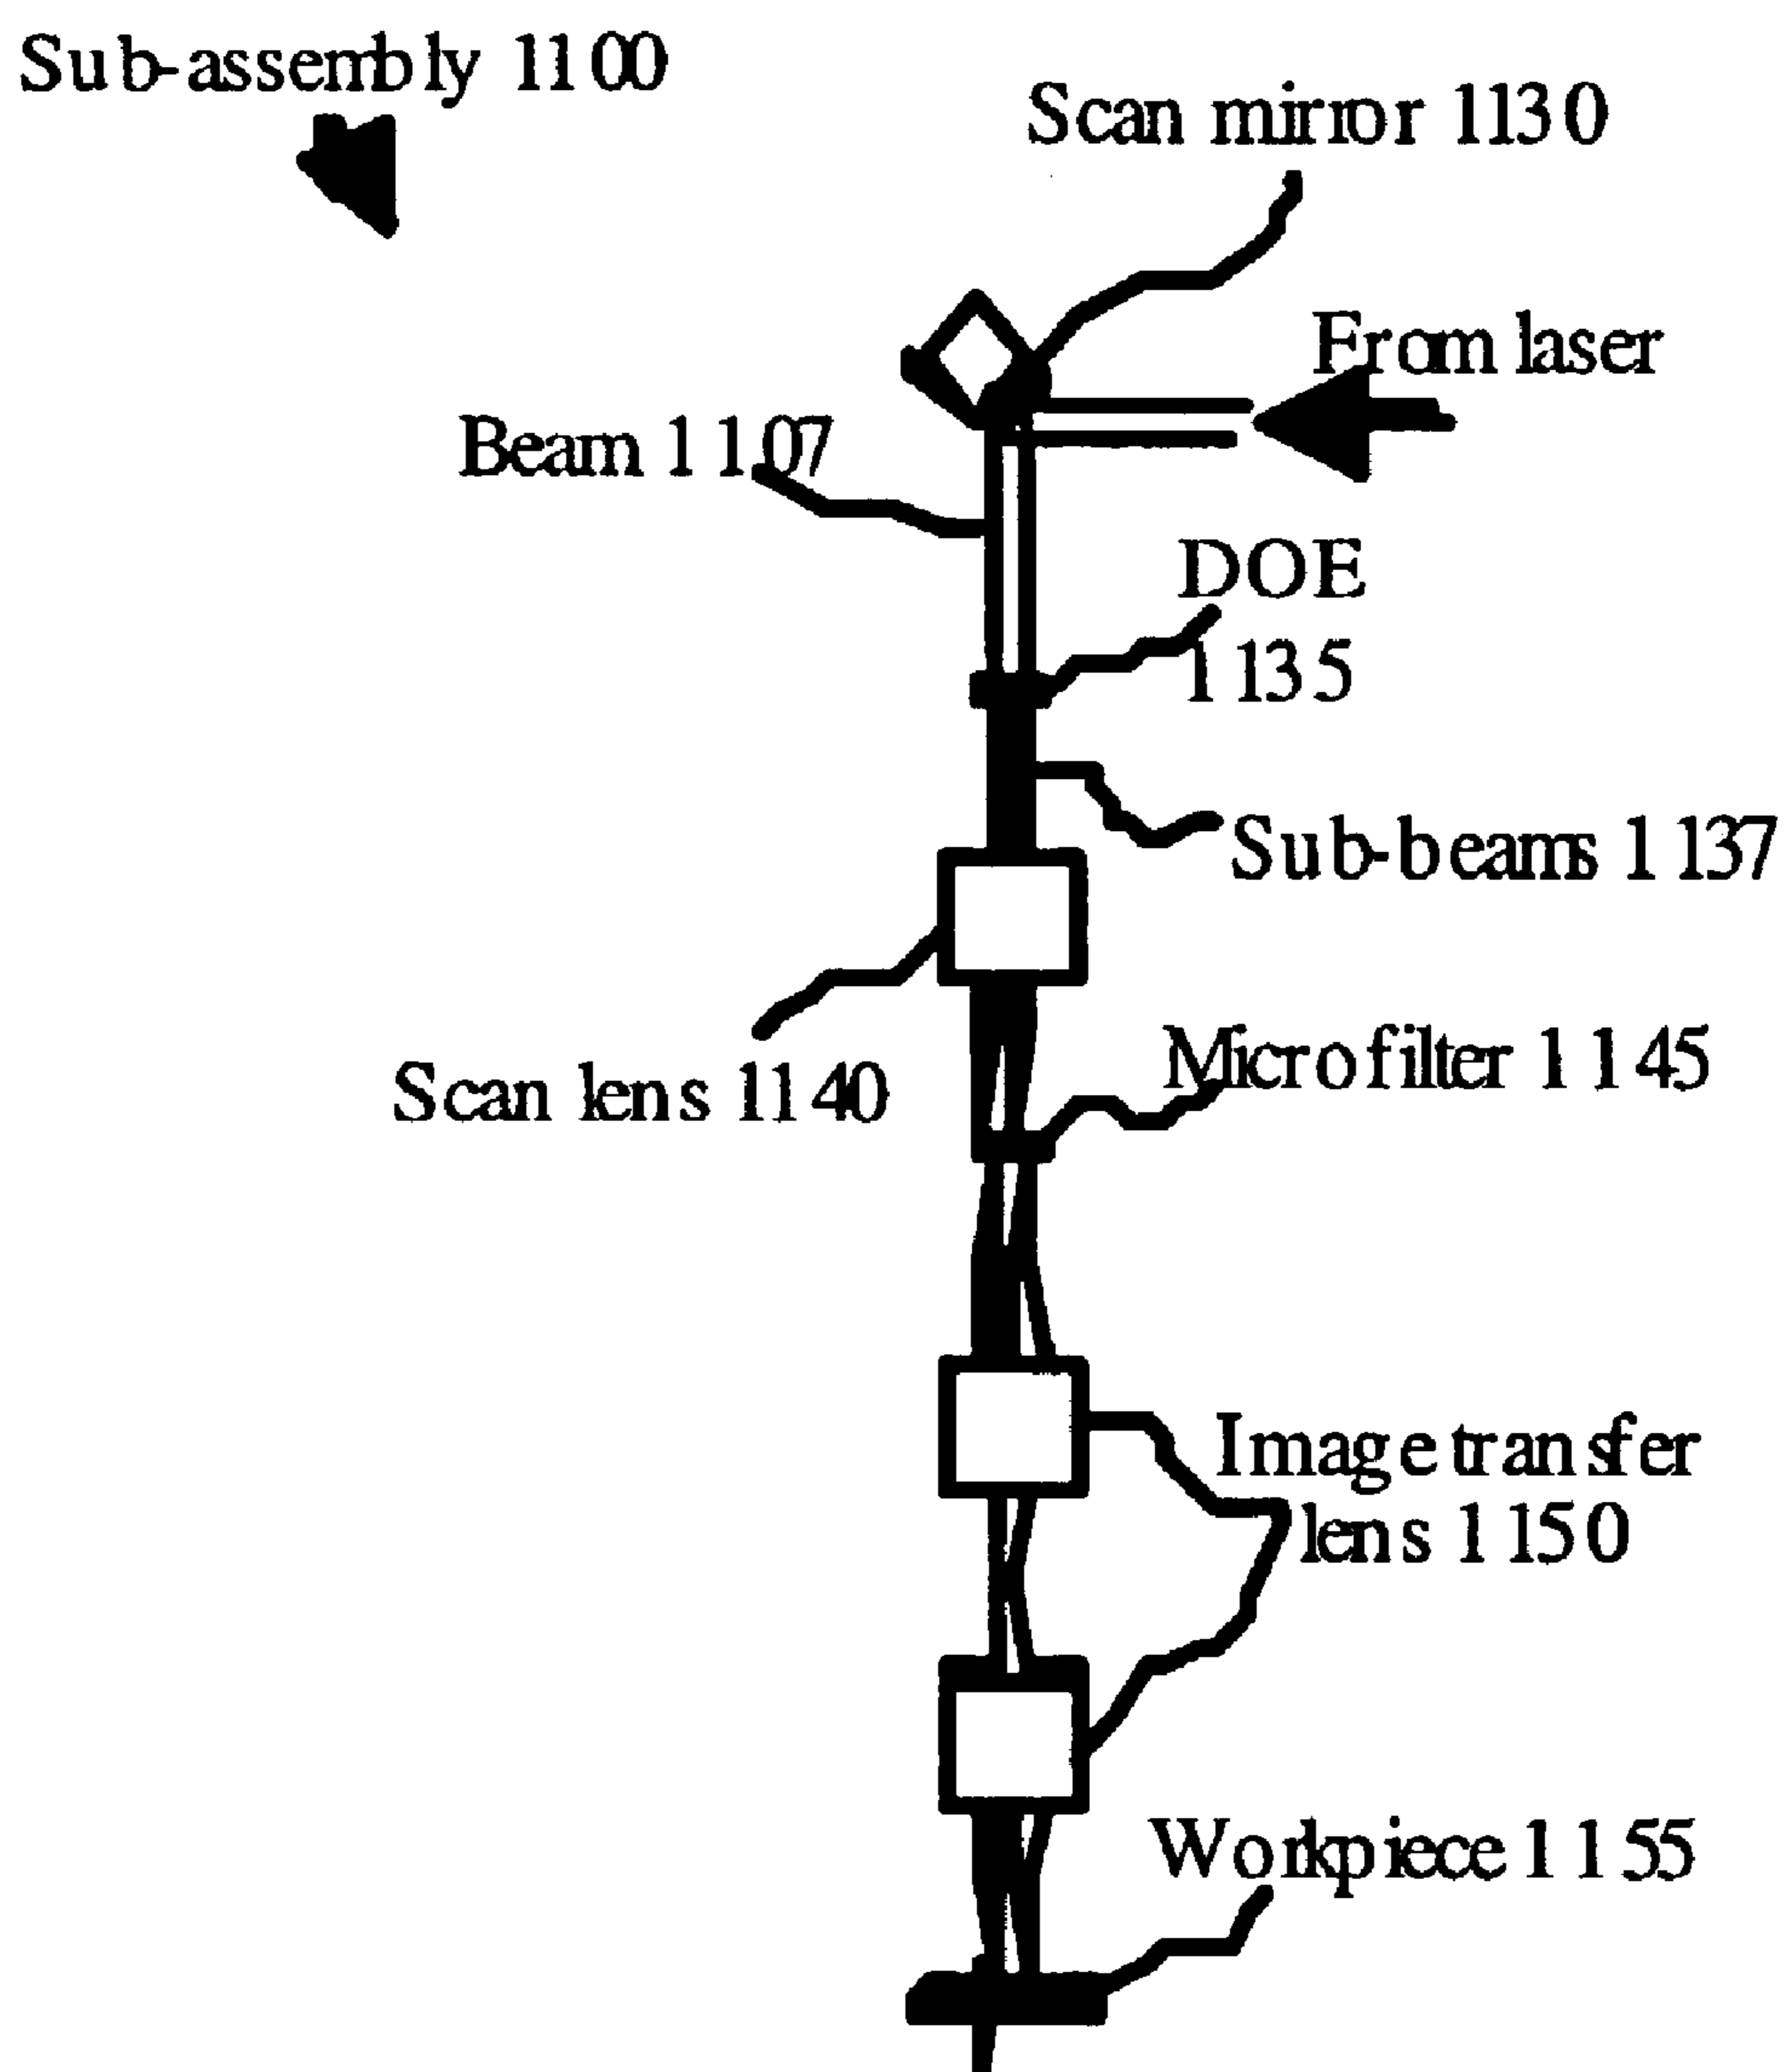 Sub-assembly 1100
Scan mirror 1130
From laser
Beam 1107
DOE
1135
Sub-beams 1137
Scan lens 1140
Microfilter 1145
Image transfer
lens 1150
Workpiece 1155